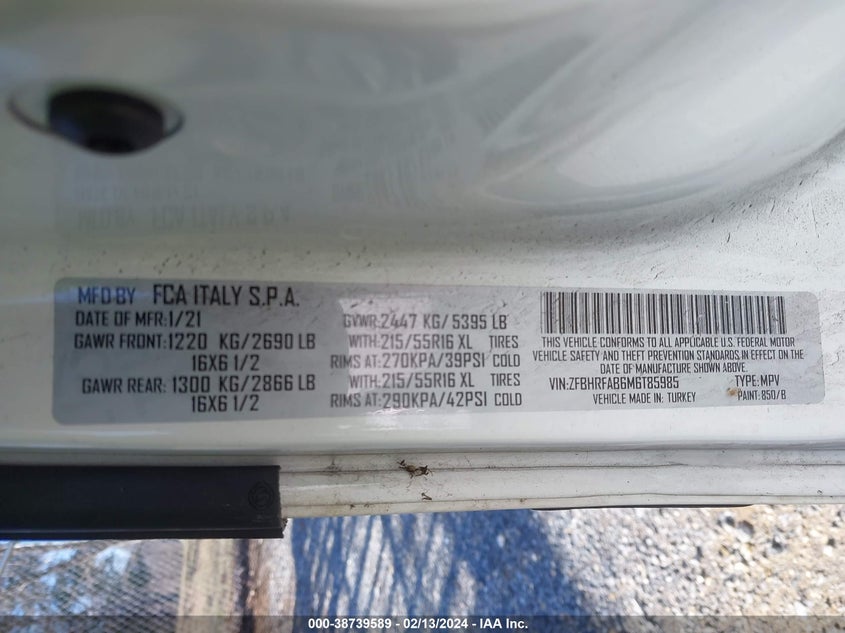 MFD BY FCA ITALY S.P.A.
DATE OF MFR:1/21 GVWR:2447 KG/5395 LB
GAWR FRONT:1220 KG/2690 LB WITH:215/55R16 XL TIRES
16X6 1/2 RIMS AT:270KPA/39PSI COLD
GAWR REAR:1300 KG/2866 LB WITH:215/55R16 XL TIRES
16X6 1/2 RIMS AT:290KPA/42PSI COLD
THIS VEHICLE CONFORMS TO ALL APPLICABLE U.S. FEDERAL MOTOR
VEHICLE SAFETY AND THEFT PREVENTION STANDARDS IN EFFECT ON THE
DATE OF MANUFACTURE SHOWN ABOVE.
VIN:ZFBHRFAB6M6T85985 TYPE:MPV
VEHICLE MADE IN: TURKEY PAINT:850/B
000-38739589 - 02/13/2024 - IAA Inc.